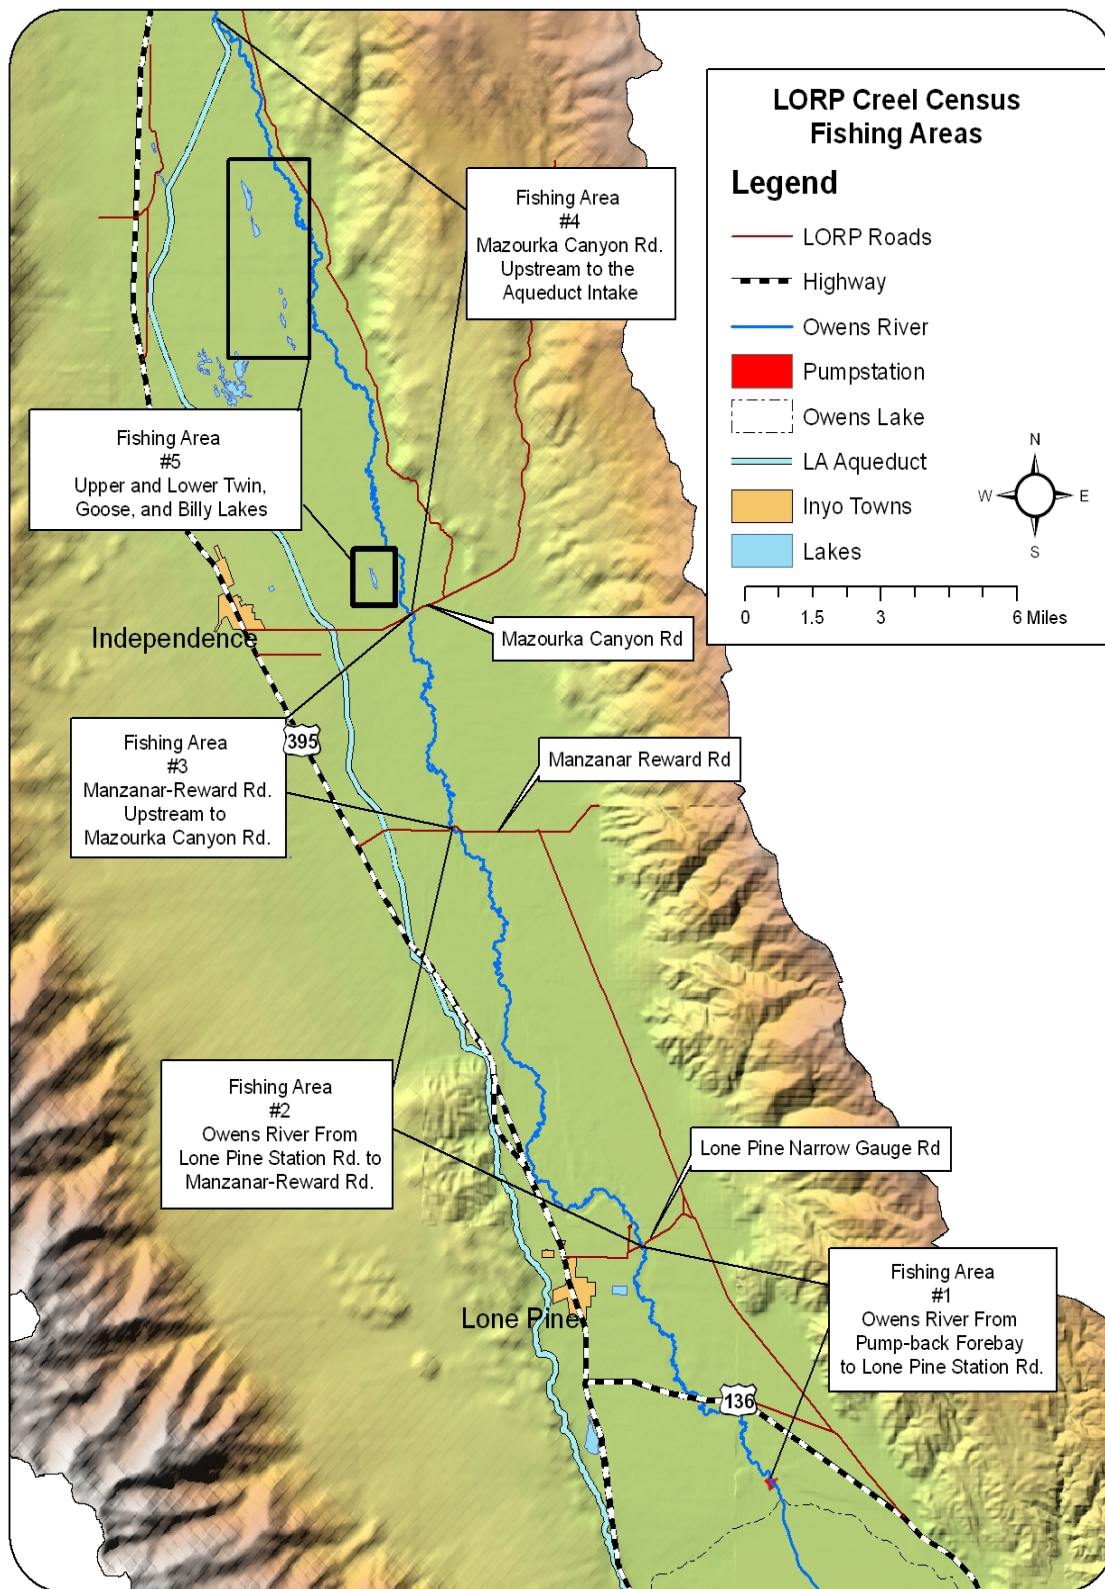 LORP Creel Census
Fishing Areas
Legend
LORP Roads
Highway
Owens River
Pumpstation
Owens Lake
LA Aqueduct
Inyo Towns
Lakes
N
W
E
S
0
1.5
3
6 Miles
Fishing Area
#4
Mazourka Canyon Rd.
Upstream to the
Aqueduct Intake
Fishing Area
#5
Upper and Lower Twin,
Goose, and Billy Lakes
Independence
Mazourka Canyon Rd
395
Fishing Area
#3
Manzanar-Reward Rd.
Upstream to
Mazourka Canyon Rd.
Manzanar Reward Rd
Fishing Area
#2
Owens River From
Lone Pine Station Rd. to
Manzanar-Reward Rd.
Lone Pine Narrow Gauge Rd
Lone Pine
Fishing Area
#1
Owens River From
Pump-back Forebay
to Lone Pine Station Rd.
136